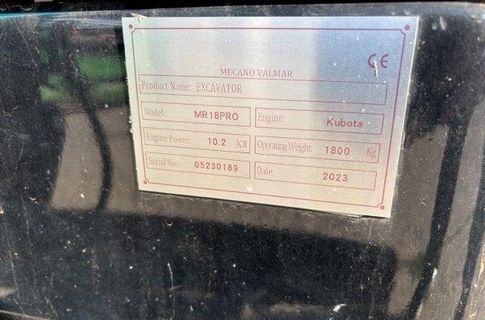 CE
MECANO VALMAR
Product Name: EXCAVATOR
Model: MR18PRO Engine: Kubota
Engine Power: 10.2 KW Operating Weight: 1800 Kg
Serial No.: 05230189 Date: 2023